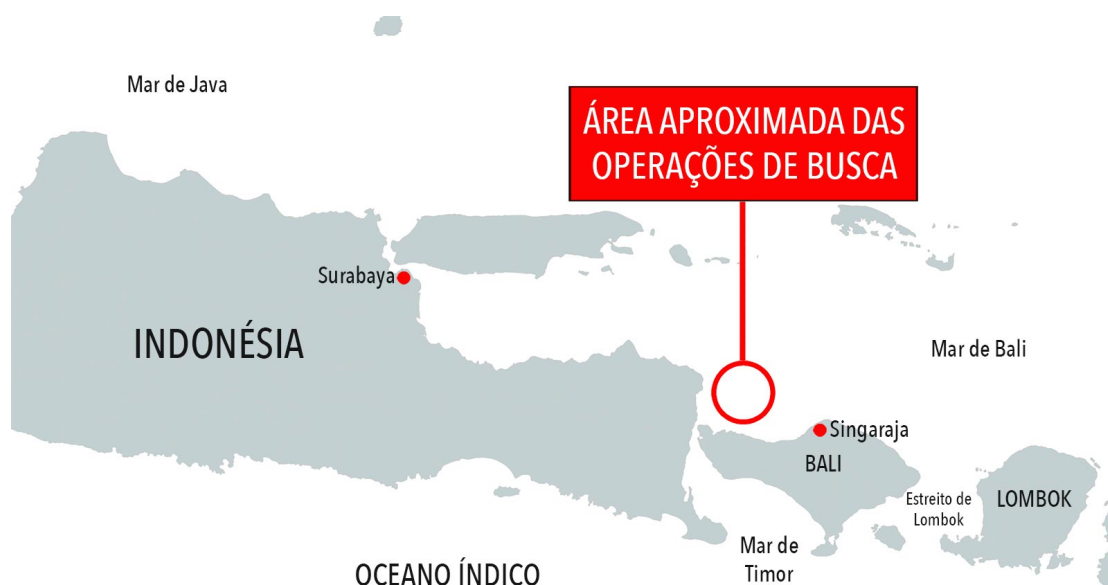 Mar de Java
ÁREA APROXIMADA DAS
OPERAÇÕES DE BUSCA
Surabaya
INDONÉSIA
Mar de Bali
Singaraja
BALI
Estreito de
Lombok
LOMBOK
Mar de
Timor
OCEANO ÍNDICO